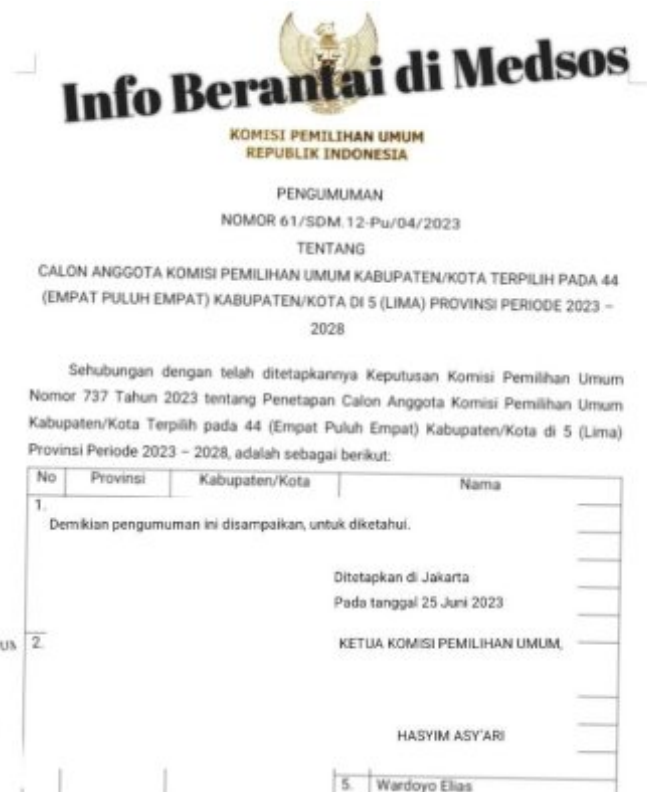 Info Berantai di Medsos
KOMISI PEMILIHAN UMUM
REPUBLIK INDONESIA
PENGUMUMAN
NOMOR 61/SDM.12-Pu/04/2023
TENTANG
CALON ANGGOTA KOMISI PEMILIHAN UMUM KABUPATEN/KOTA TERPILIH PADA 44
(EMPAT PULUH EMPAT) KABUPATEN/KOTA DI 5 (LIMA) PROVINSI PERIODE 2023 –
2028
Sehubungan dengan telah ditetapkannya Keputusan Komisi Pemilihan Umum
Nomor 737 Tahun 2023 tentang Penetapan Calon Anggota Komisi Pemilihan Umum
Kabupaten/Kota Terpilih pada 44 (Empat Puluh Empat) Kabupaten/Kota di 5 (Lima)
Provinsi Periode 2023 – 2028, adalah sebagai berikut:
No Provinsi Kabupaten/Kota Nama
1.
Demikian pengumuman ini disampaikan, untuk diketahui.
Ditetapkan di Jakarta
Pada tanggal 25 Juni 2023
2. KETUA KOMISI PEMILIHAN UMUM,
HASYIM ASY'ARI
5. Wardoyo Elias